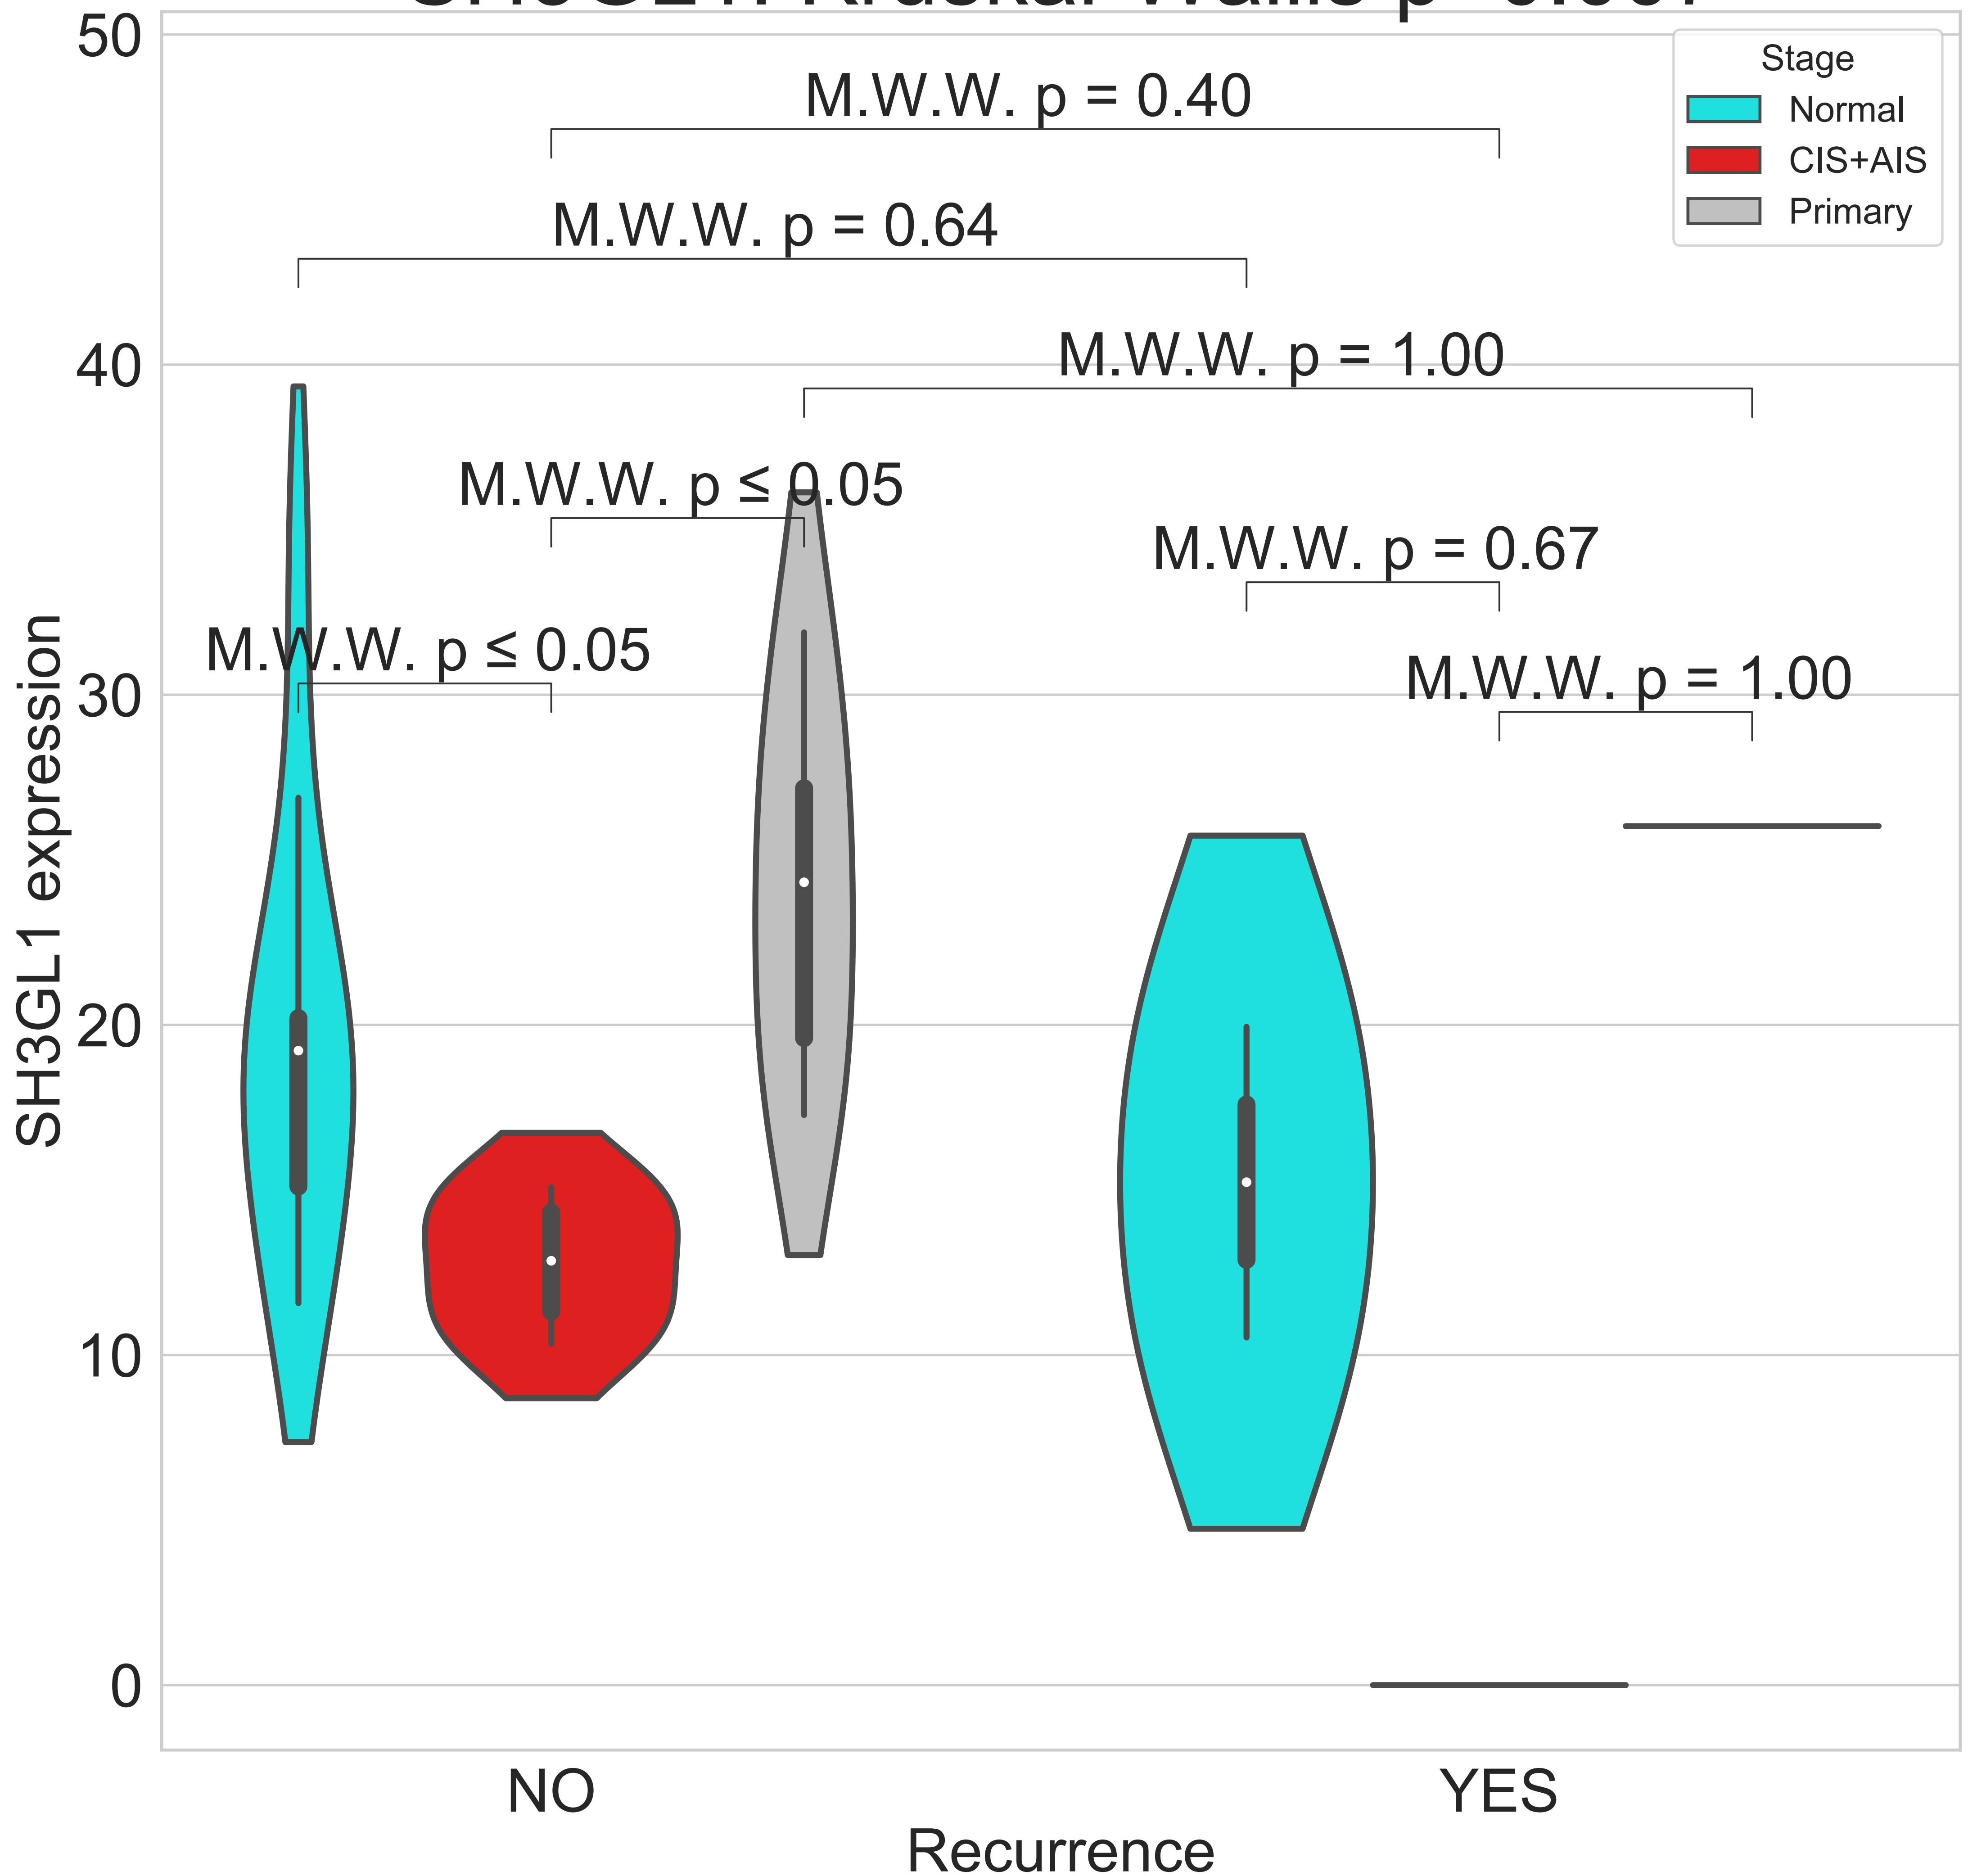 50
Stage
Normal
CIS+AIS
Primary
M.W.W. p = 0.40
M.W.W. p = 0.64
40
M.W.W. p = 1.00
M.W.W. p ≤ 0.05
M.W.W. p = 0.67
M.W.W. p ≤ 0.05
30
M.W.W. p = 1.00
SH3GL1 expression
20
10
0
NO
YES
Recurrence